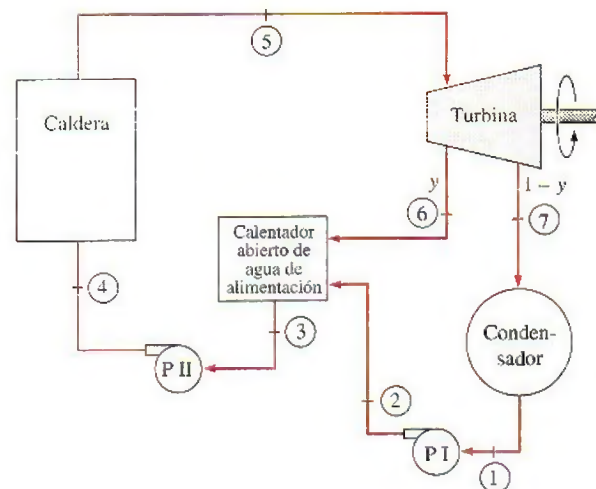 5
Caldera
Turbina
y
1 − y
6
7
Calentador
abierto de
agua de
alimentación
4
3
Conden-
sador
P II
2
P I
1